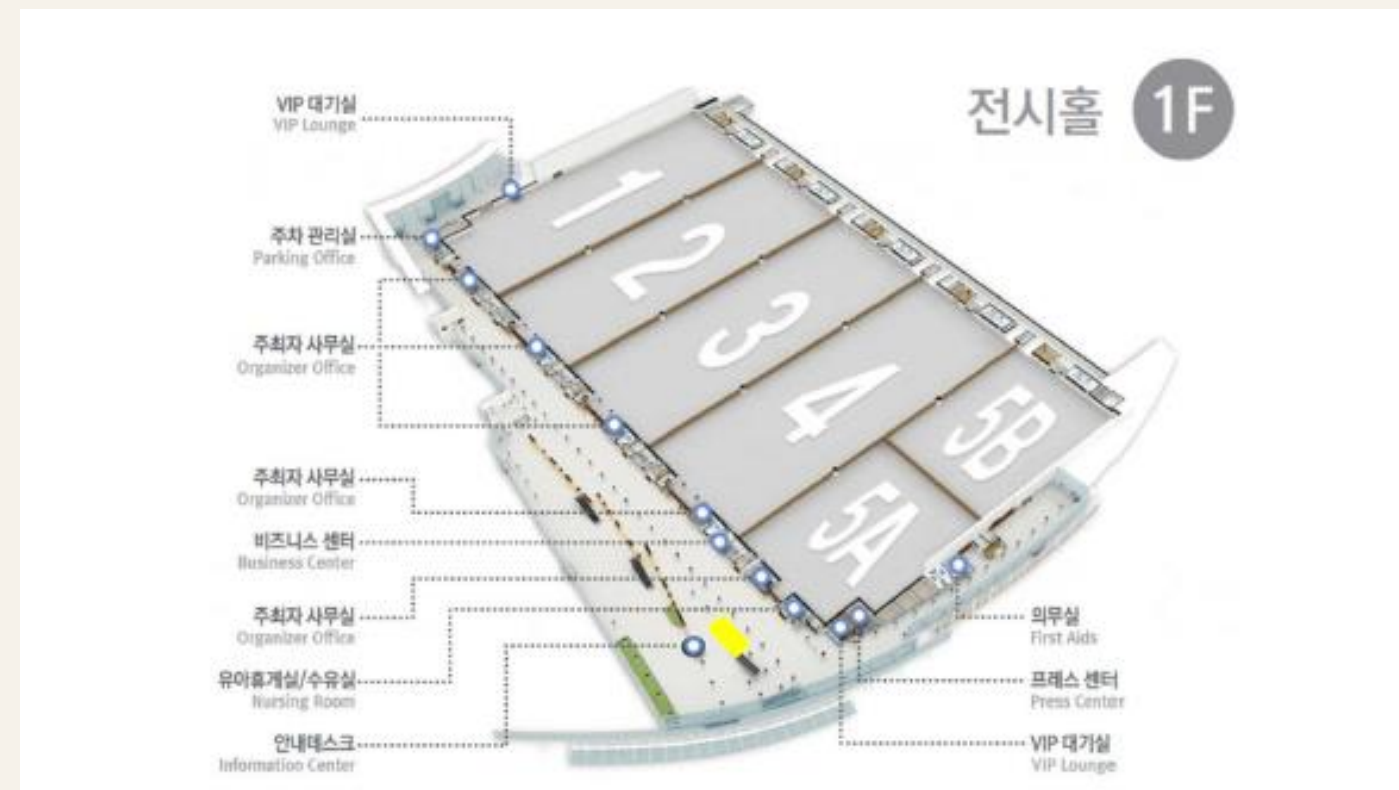 전시홀 1F
VIP 대기실
VIP Lounge
주차 관리실
Parking Office
주최자 사무실
Organizer Office
주최자 사무실
Organizer Office
비즈니스 센터
Business Center
주최자 사무실
Organizer Office
유아휴게실/수유실
Nursing Room
안내데스크
Information Center
1
2
3
4
5B
5A
의무실
First Aids
프레스 센터
Press Center
VIP 대기실
VIP Lounge